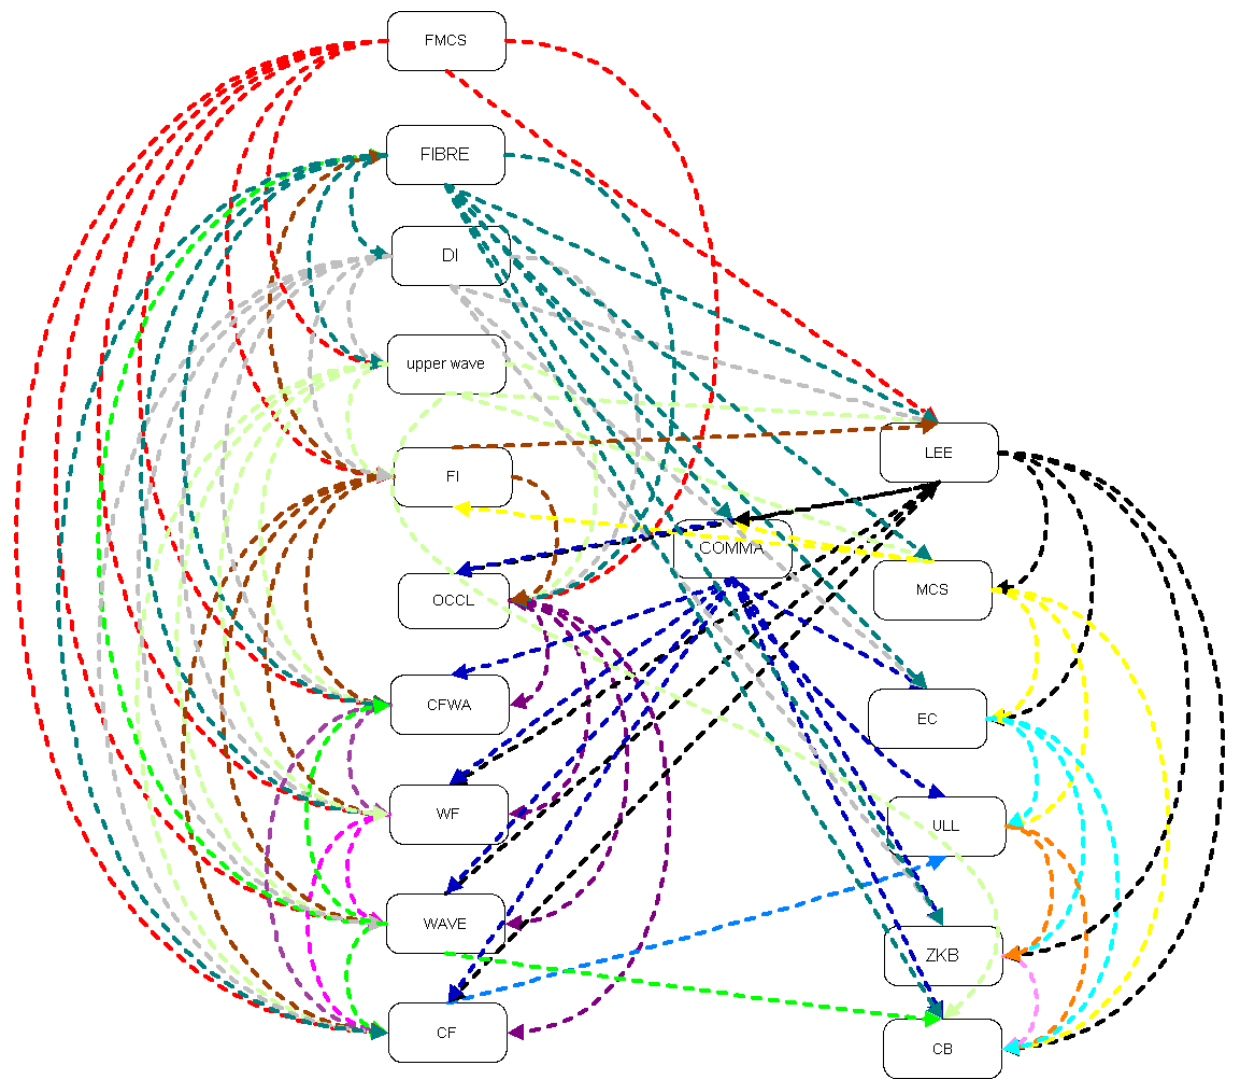 FMCS
FIBRE
DI
upper wave
LEE
FI
COMMA
MCS
OCCL
CFWA
EC
WF
ULL
WAVE
ZKB
CF
CB